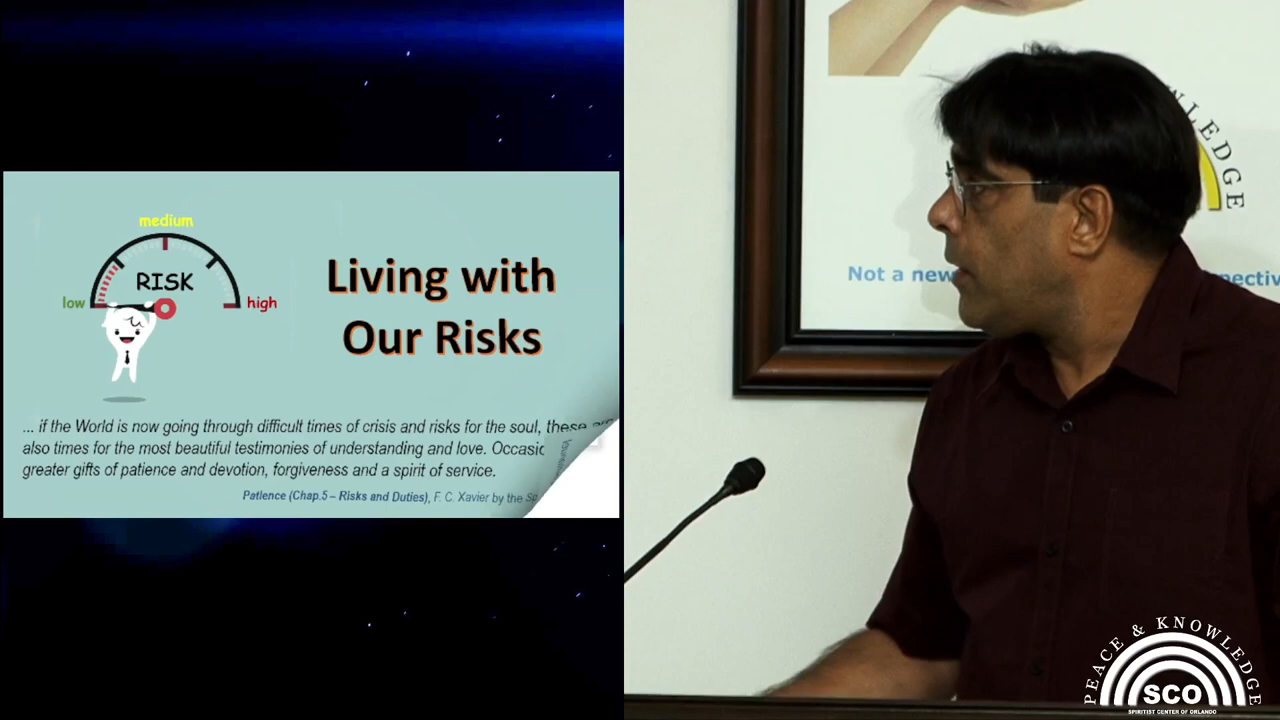 medium
RISK
low
high
Living with
Our Risks
... if the World is now going through difficult times of crisis and risks for the soul, these
also times for the most beautiful testimonies of understanding and love.
greater gifts of patience and devotion, forgiveness and a spirit of service.
Patience (Chap.5 – Risks and Duties), F. C. Xavier by the
Not a new
PEACE & KNOWLEDGE
SCO
SPIRITIST CENTER OF ORLANDO